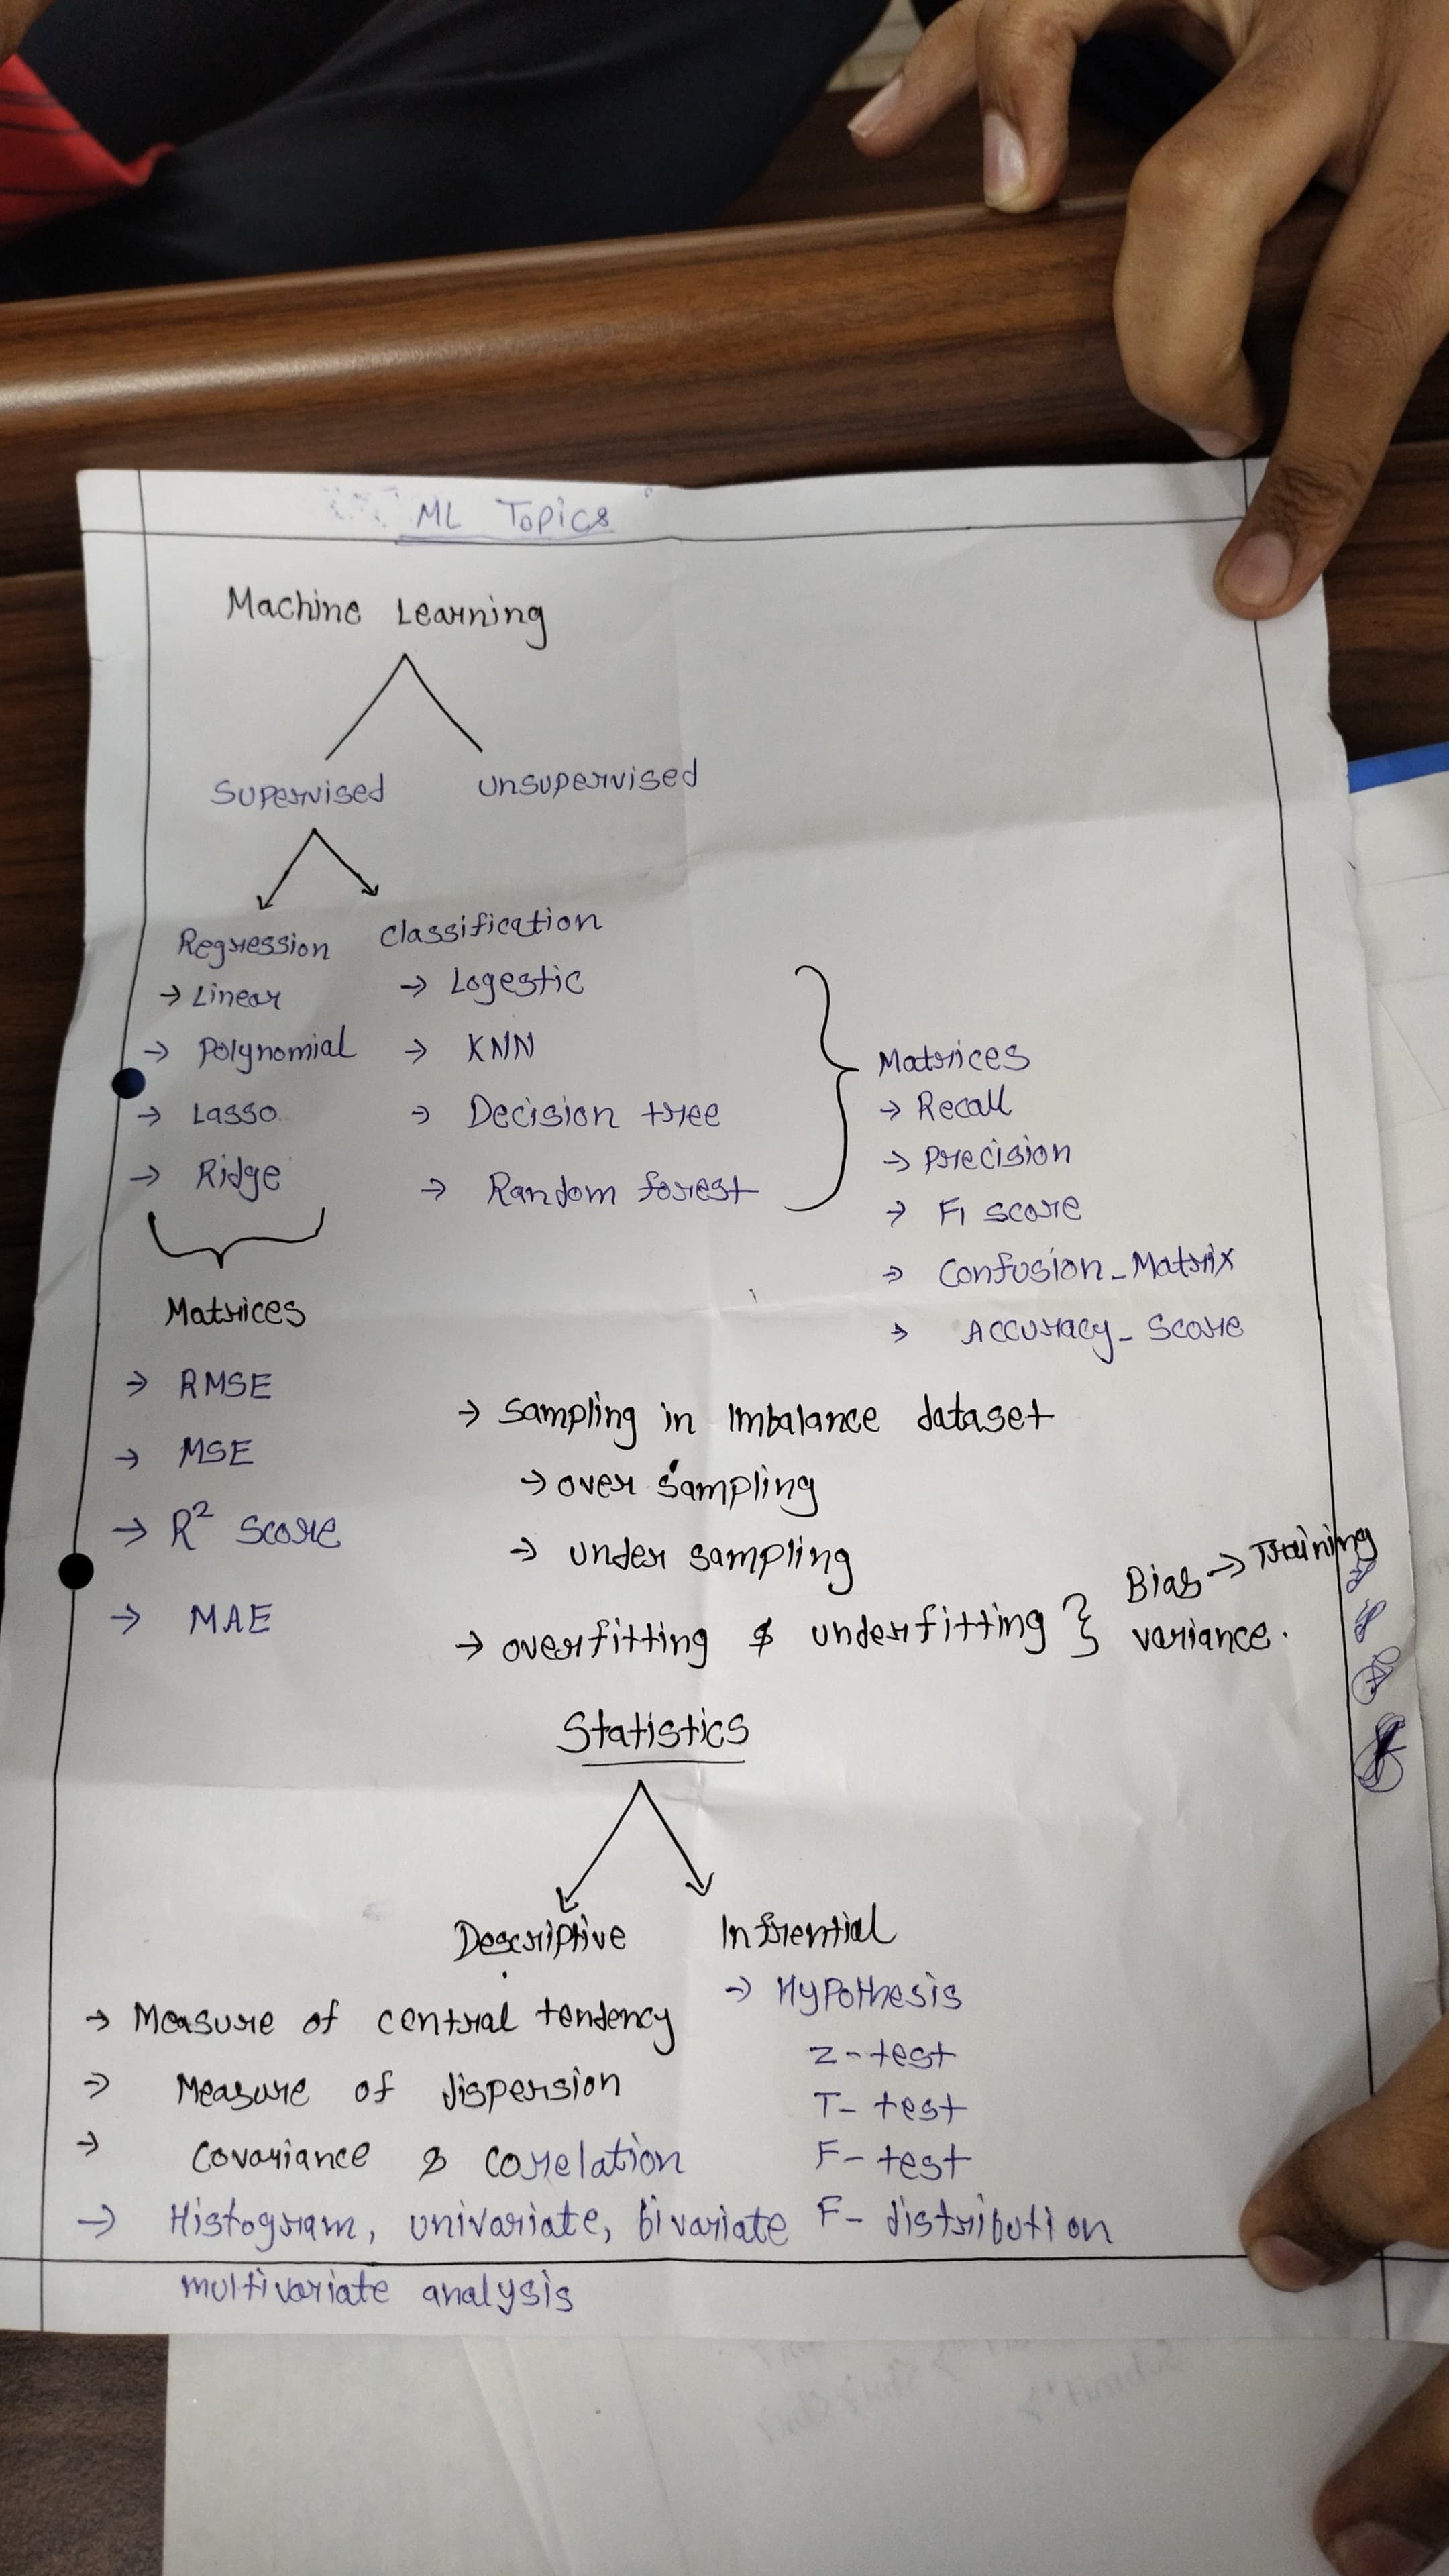 ML Topics
Machine Learning
Supervised
Unsupervised
Regression
→ Linear
→ Polynomial
→ Lasso
→ Ridge
Matrices
→ RMSE
→ MSE
→ R² Score
→ MAE
Classification
→ Logestic
→ KNN
→ Decision tree
→ Random forest
Matrices
→ Recall
→ Precision
→ F1 score
→ Confusion_Matrix
→ Accuracy_Score
→ Sampling in Imbalance dataset
→ over sampling
→ under sampling
→ overfitting & underfitting } Bias → Training
variance.
Statistics
Descriptive
→ Measure of central tendency
→ Measure of dispersion
→ Covariance & Corelation
→ Histogram, univariate, bivariate
multivariate analysis
Infrential
→ Hypothesis
Z-test
T-test
F-test
F-distribution